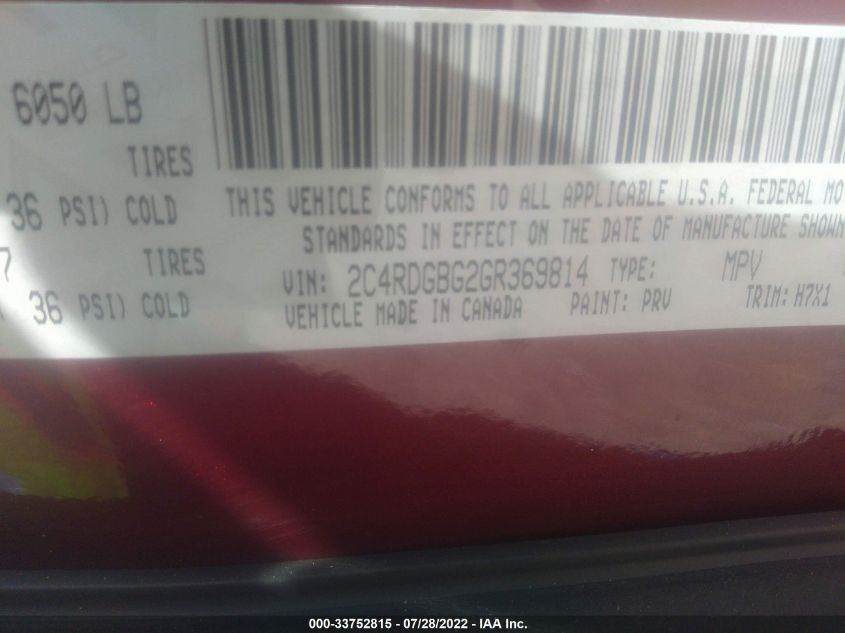 6050 LB
TIRES
36 PSI) COLD
THIS VEHICLE CONFORMS TO ALL APPLICABLE U.S.A. FEDERAL MO
STANDARDS IN EFFECT ON THE DATE OF MANUFACTURE SHOWN
7 TIRES
VIN: 2C4RDGBG2GR369814 TYPE: MPV
36 PSI) COLD
VEHICLE MADE IN CANADA PAINT: PRV TRIM: H7X1
000-33752815 - 07/28/2022 - IAA Inc.